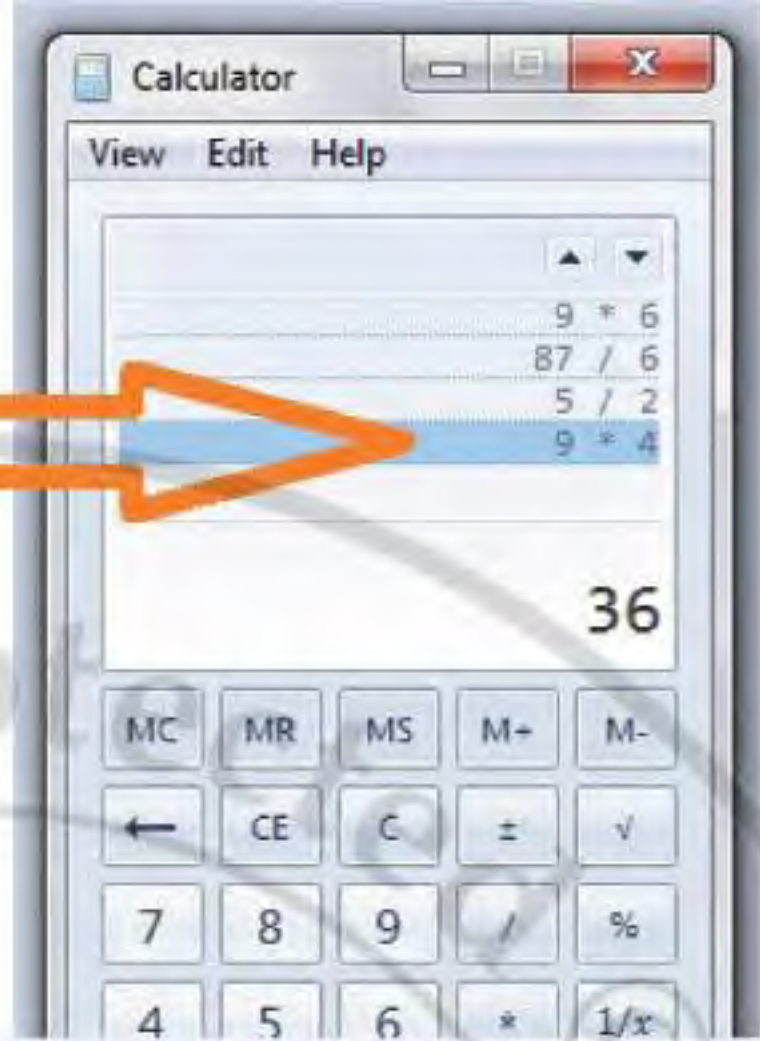 Calculator
View Edit Help
▲ ▼
9 * 6
87 / 6
5 / 2
9 * 4
36
MC MR MS M+ M-
← CE C ± √
7 8 9 / %
4 5 6 * 1/x